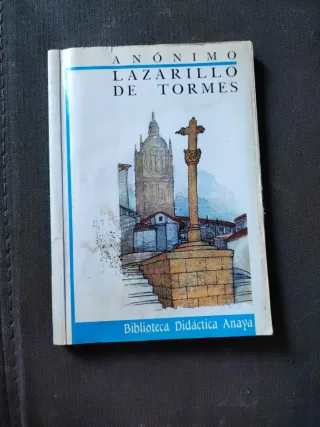 ANÓNIMO
LAZARILLO
DE TORMES
Biblioteca Didáctica Anaya